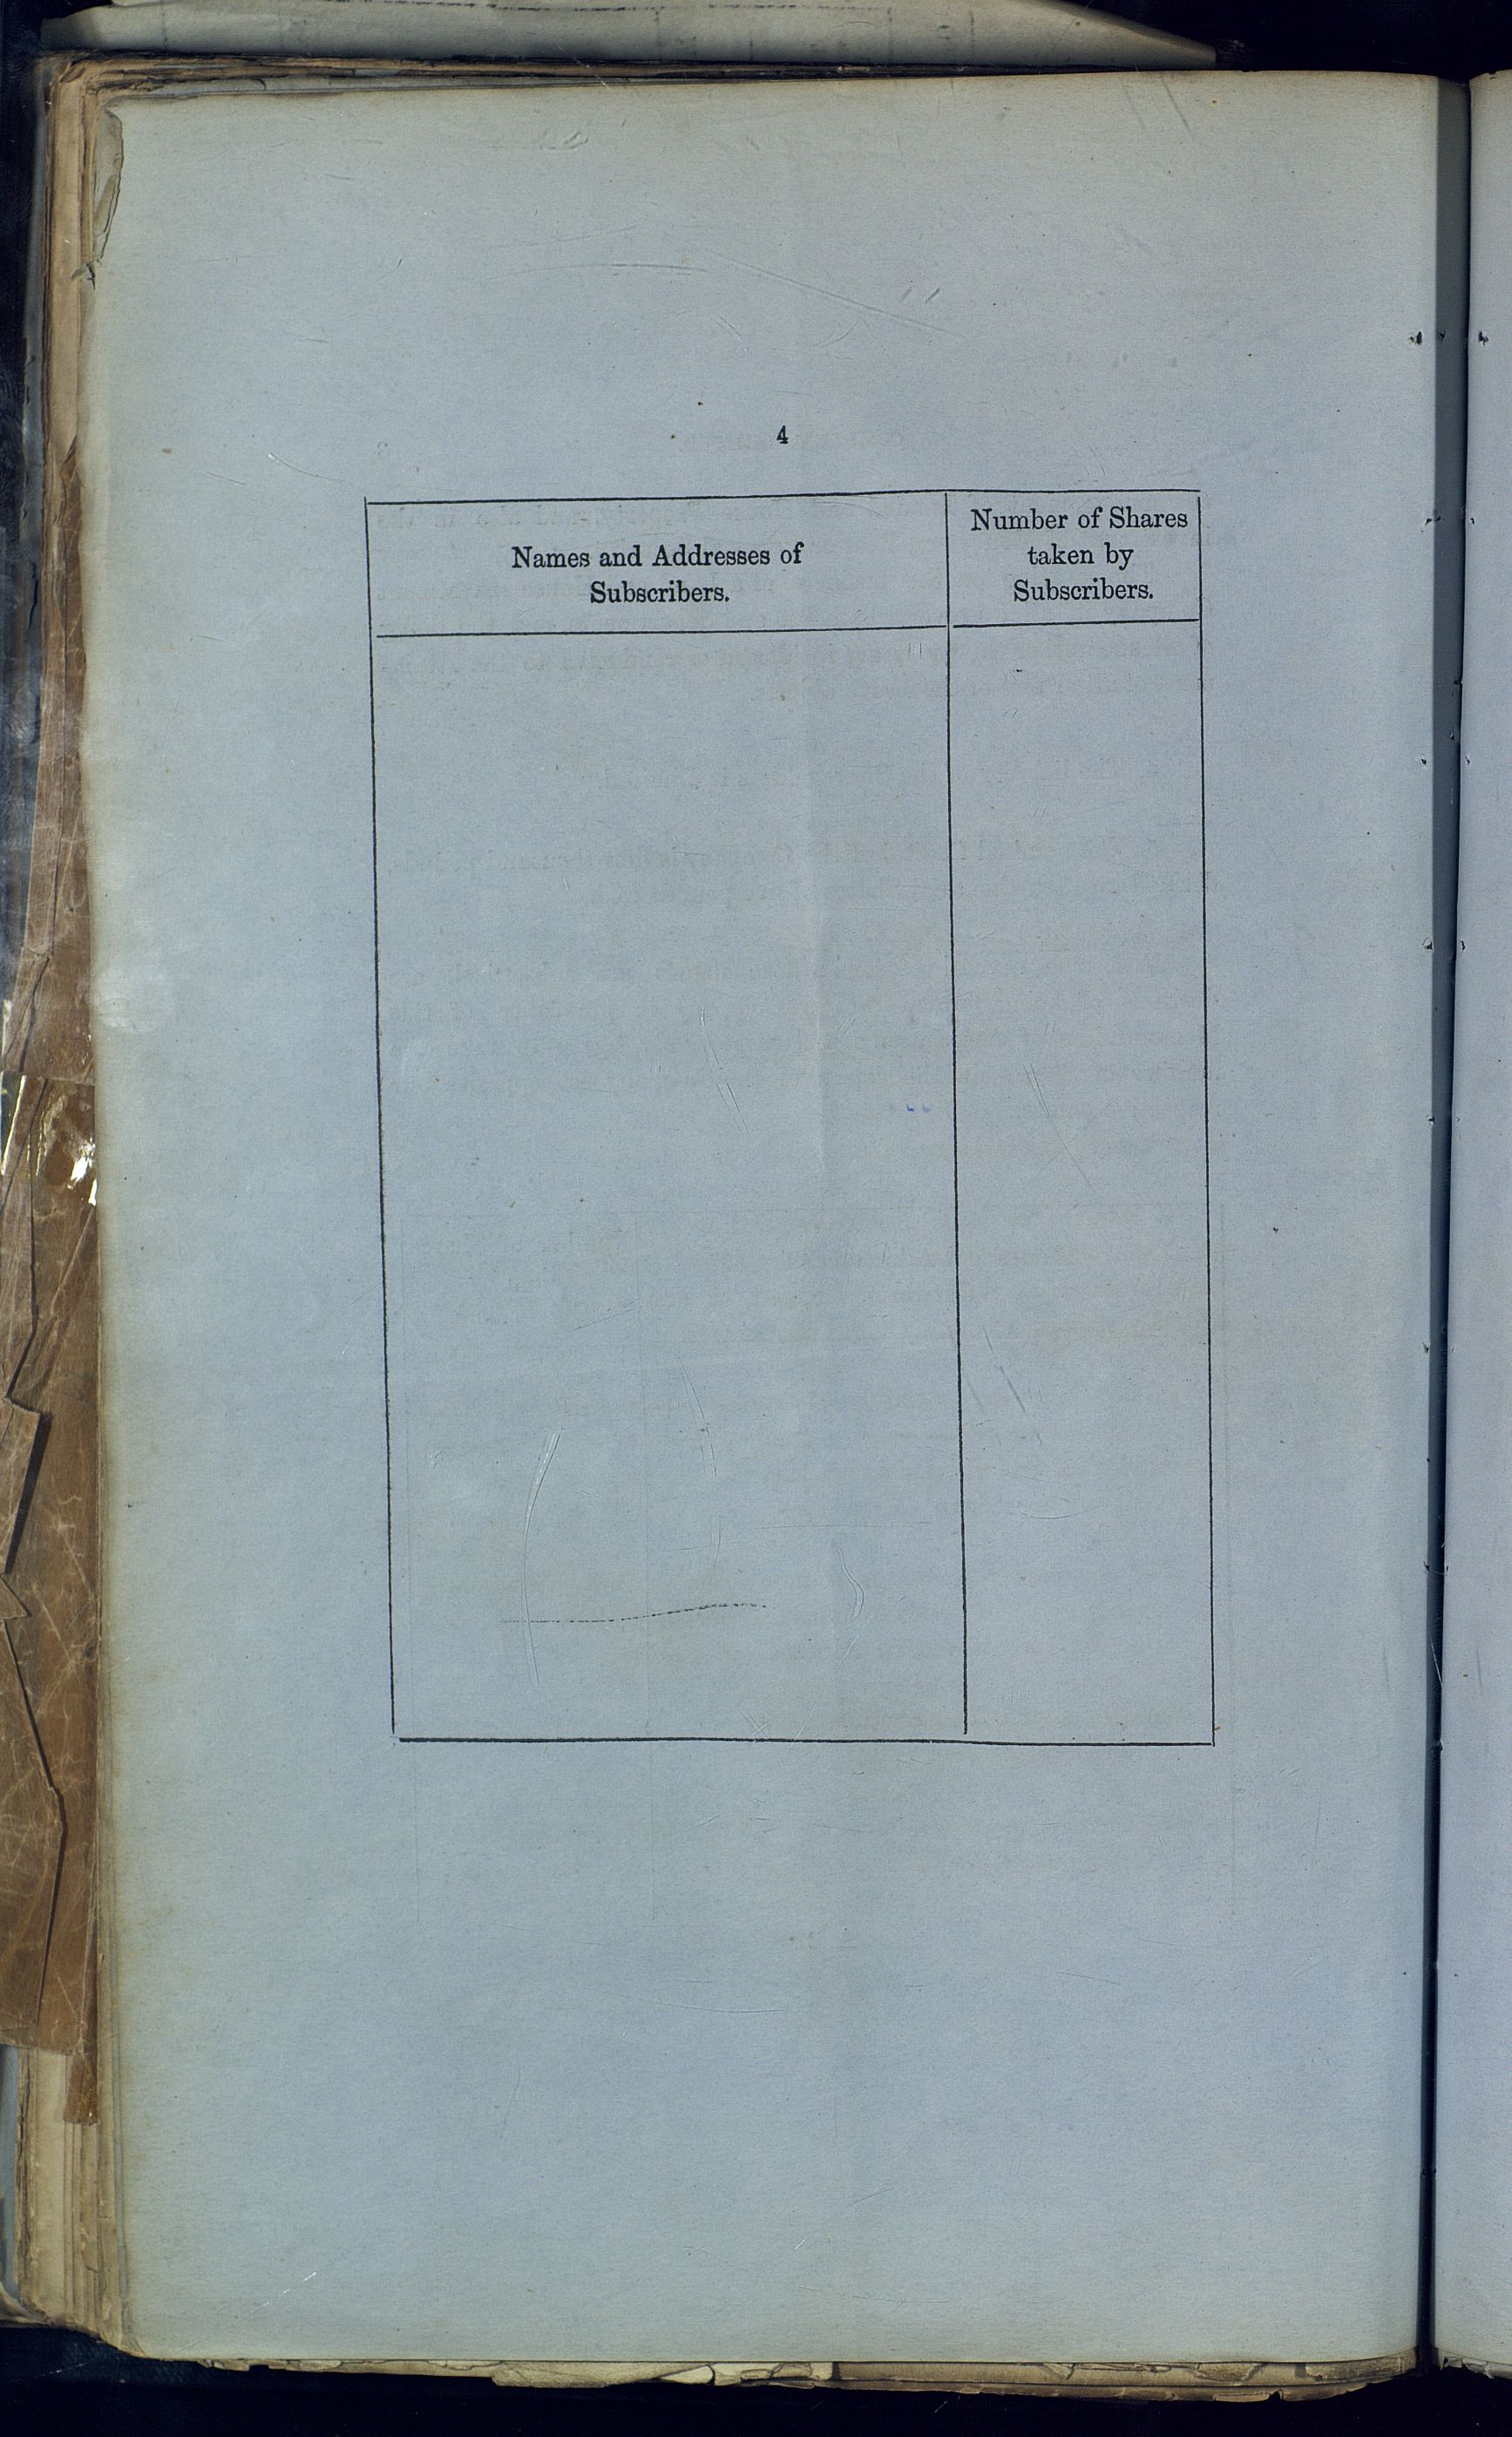 4
Names and Addresses of
Subscribers.
Number of Shares
taken by
Subscribers.